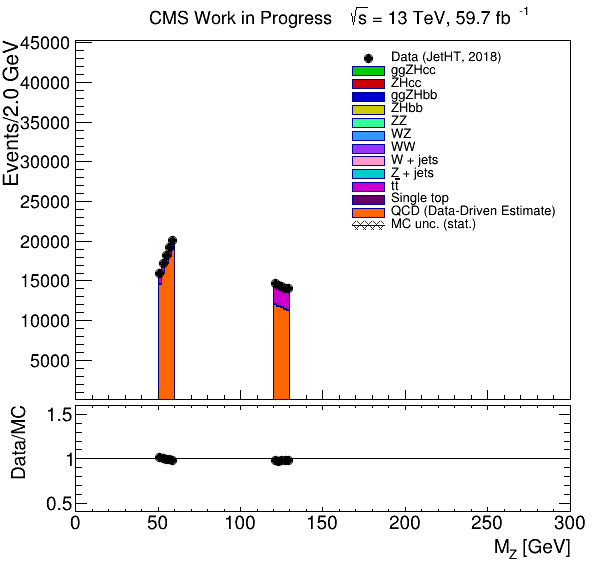 CMS Work in Progress √s = 13 TeV, 59.7 fb⁻¹
Events/2.0 GeV
45000
40000
35000
30000
25000
20000
15000
10000
5000
Data (JetHT, 2018)
ggZHcc
ZHcc
ggZHbb
ZHbb
ZZ
WZ
WW
W + jets
Z + jets
tt̅
Single top
QCD (Data-Driven Estimate)
MC unc. (stat.)
Data/MC
1.5
1
0.5
0 50 100 150 200 250 300
M_Z [GeV]